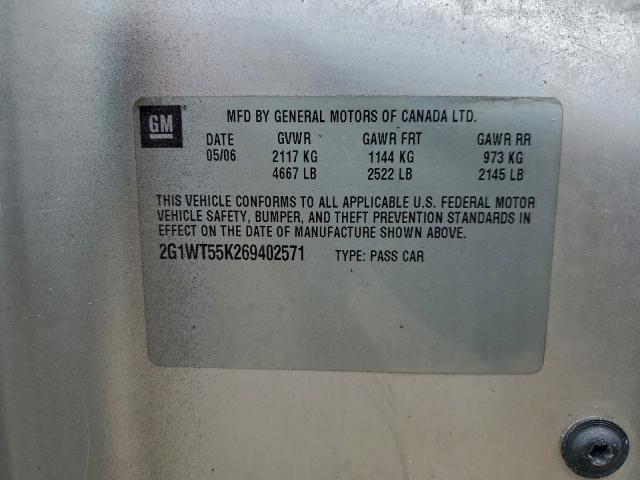 GM
MFD BY GENERAL MOTORS OF CANADA LTD.
DATE GVWR GAWR FRT GAWR RR
05/06 2117 KG 1144 KG 973 KG
4667 LB 2522 LB 2145 LB
THIS VEHICLE CONFORMS TO ALL APPLICABLE U.S. FEDERAL MOTOR
VEHICLE SAFETY, BUMPER, AND THEFT PREVENTION STANDARDS IN
EFFECT ON THE DATE OF MANUFACTURE SHOWN ABOVE.
2G1WT55K269402571 TYPE: PASS CAR